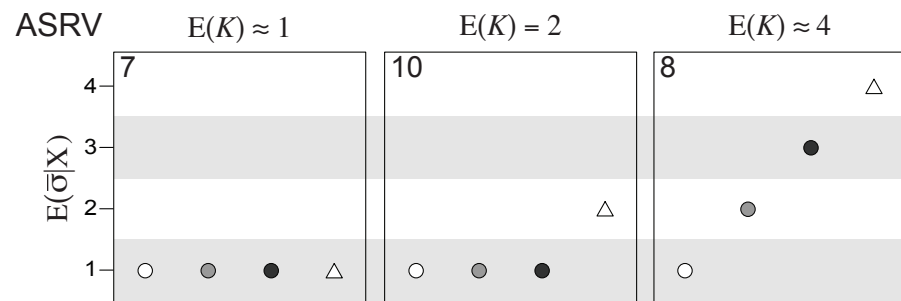 ASRV E(K) ≈ 1 E(K) = 2 E(K) ≈ 4
7 10 8
4
3
2
1
E(σ̅|X)